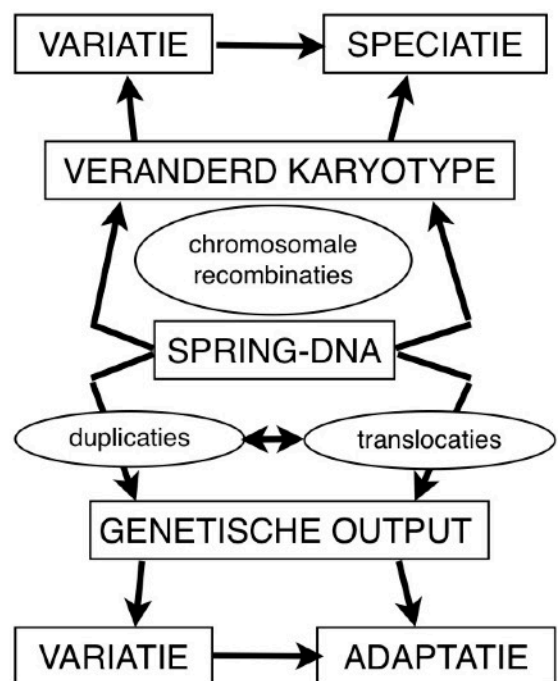 VARIATIE
SPECIATIE
VERANDERD KARYOTYPE
chromosomale
recombinaties
SPRING-DNA
duplicaties
translocaties
GENETISCHE OUTPUT
VARIATIE
ADAPTATIE